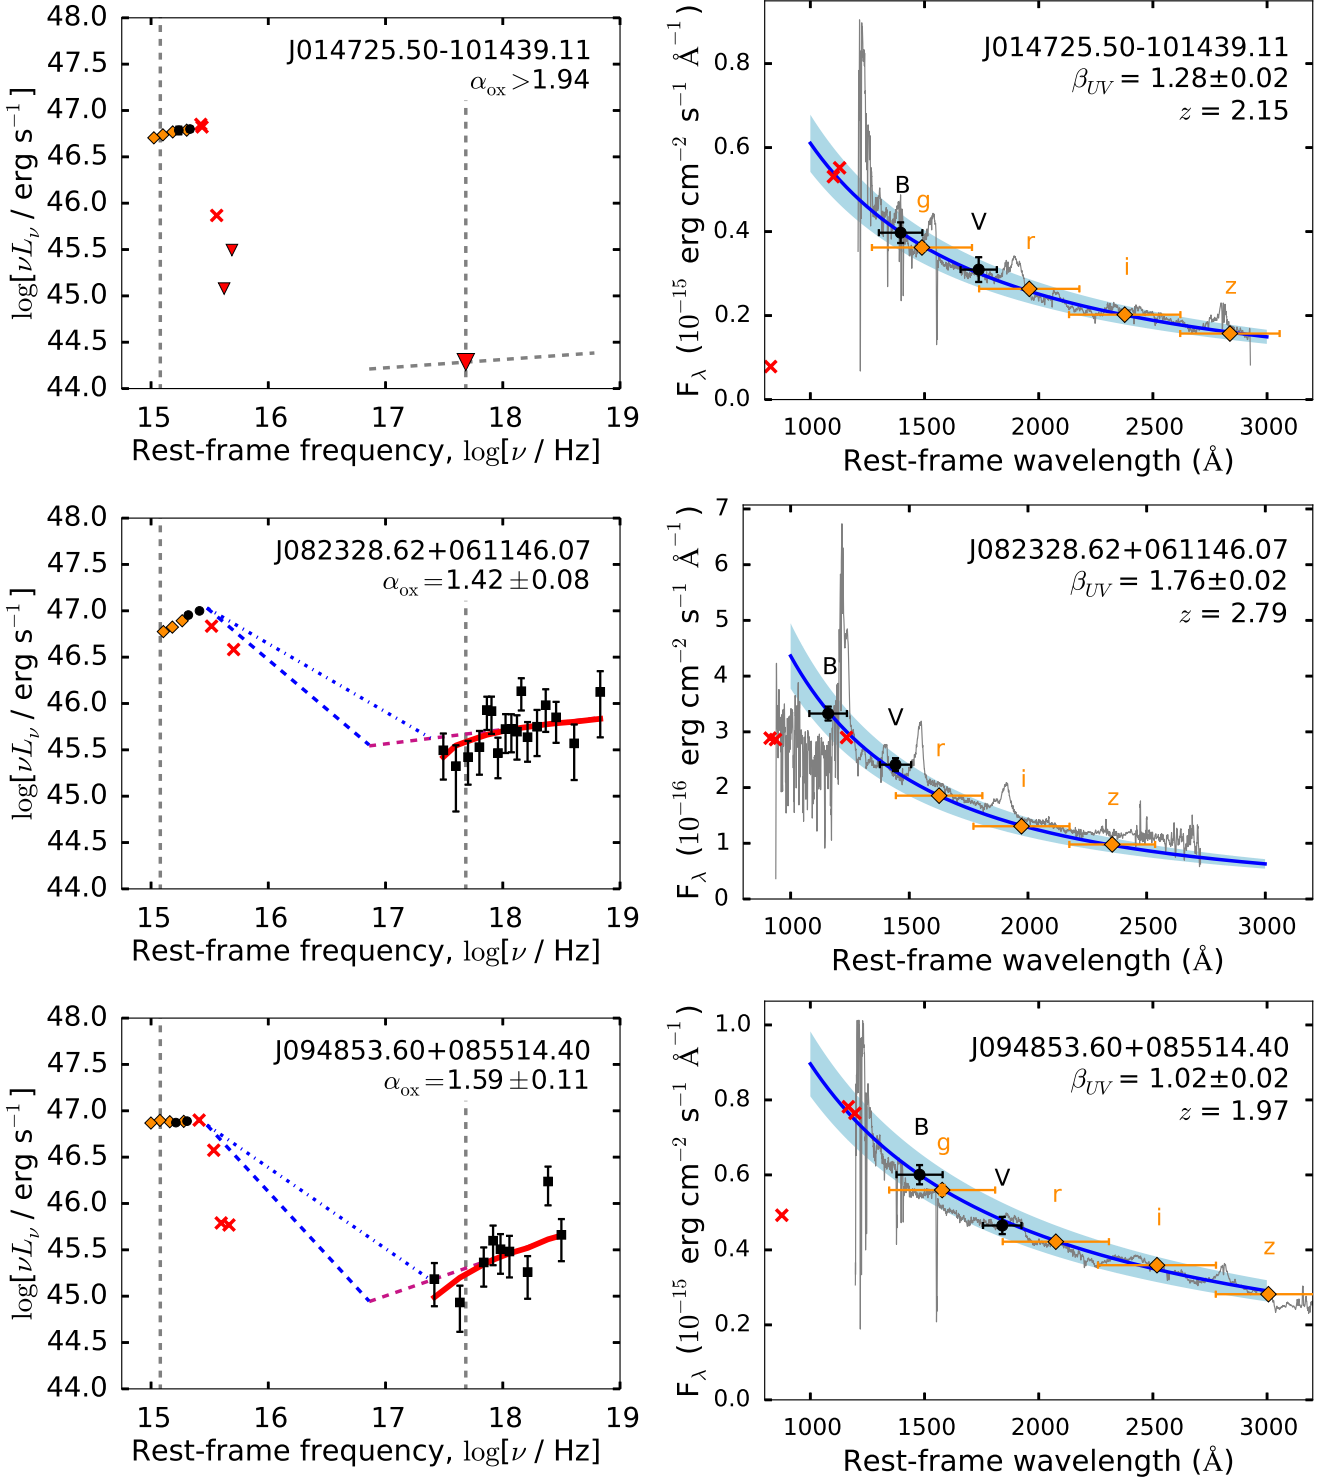 48.0
47.5
47.0
46.5
46.0
45.5
45.0
44.5
44.0
log[νLν / erg s⁻¹]
J014725.50-101439.11
αox>1.94
15 16 17 18 19
Rest-frame frequency, log[ν / Hz]
0.8
0.6
0.4
0.2
0.0
Fλ (10⁻¹⁵ erg cm⁻² s⁻¹ Å⁻¹)
J014725.50-101439.11
βUV = 1.28±0.02
z = 2.15
B
g
V
r
i
z
1000 1500 2000 2500 3000
Rest-frame wavelength (Å)
48.0
47.5
47.0
46.5
46.0
45.5
45.0
44.5
44.0
log[νLν / erg s⁻¹]
J082328.62+061146.07
αox=1.42±0.08
15 16 17 18 19
Rest-frame frequency, log[ν / Hz]
7
6
5
4
3
2
1
0
Fλ (10⁻¹⁶ erg cm⁻² s⁻¹ Å⁻¹)
J082328.62+061146.07
βUV = 1.76±0.02
z = 2.79
B
V
r
i
z
1000 1500 2000 2500 3000
Rest-frame wavelength (Å)
48.0
47.5
47.0
46.5
46.0
45.5
45.0
44.5
44.0
log[νLν / erg s⁻¹]
J094853.60+085514.40
αox=1.59±0.11
15 16 17 18 19
Rest-frame frequency, log[ν / Hz]
1.0
0.8
0.6
0.4
0.2
0.0
Fλ (10⁻¹⁵ erg cm⁻² s⁻¹ Å⁻¹)
J094853.60+085514.40
βUV = 1.02±0.02
z = 1.97
B
g
V
r
i
z
1000 1500 2000 2500 3000
Rest-frame wavelength (Å)